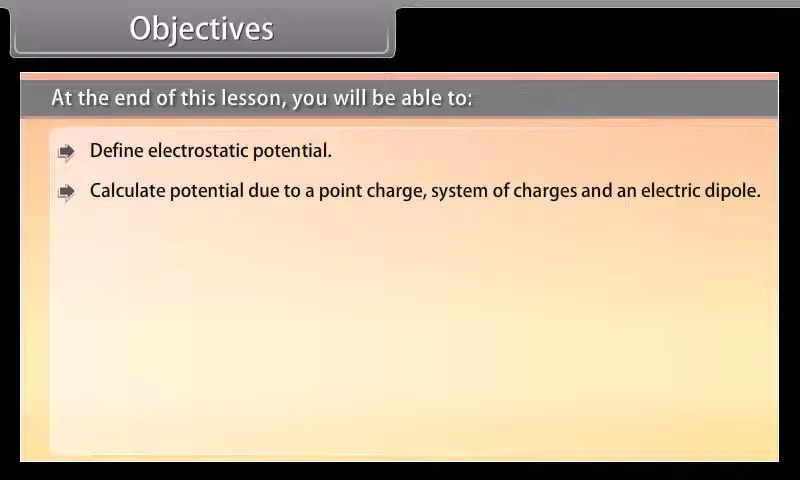 Objectives
At the end of this lesson, you will be able to:
Define electrostatic potential.
Calculate potential due to a point charge, system of charges and an electric dipole.